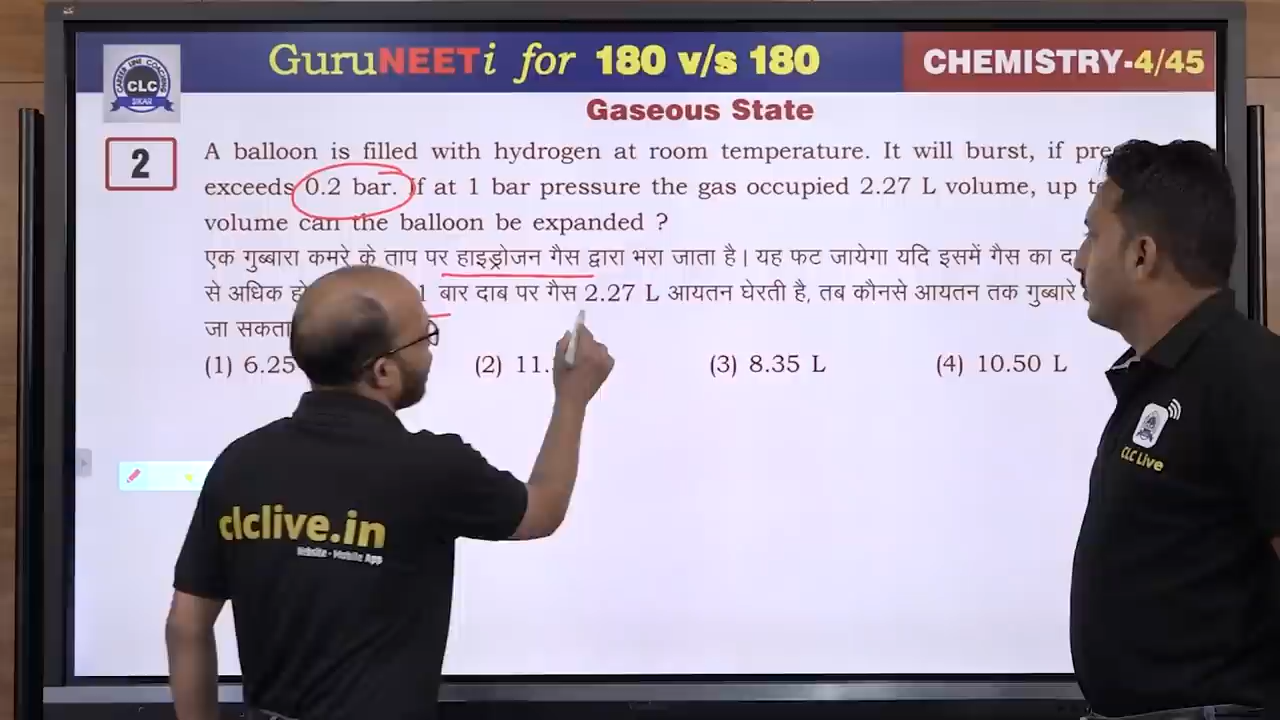 GuruNEETi for 180 v/s 180
CHEMISTRY-4/45
CLC
SIKAR
Gaseous State
2
A balloon is filled with hydrogen at room temperature. It will burst, if
exceeds 0.2 bar. If at 1 bar pressure the gas occupied 2.27 L volume, up
volume can the balloon be expanded ?
एक गुब्बारा कमरे के ताप पर हाइड्रोजन गैस द्वारा भरा जाता है। यह फट जायेगा यदि इसमें गैस का
से अधिक 1 बार दाब पर गैस 2.27 L आयतन घेरती है, तब कौनसे आयतन तक गुब्बारे
जा सकता
(1) 6.25 (2) 11. (3) 8.35 L (4) 10.50 L
clclive.in
Website - Mobile App
CLC Live